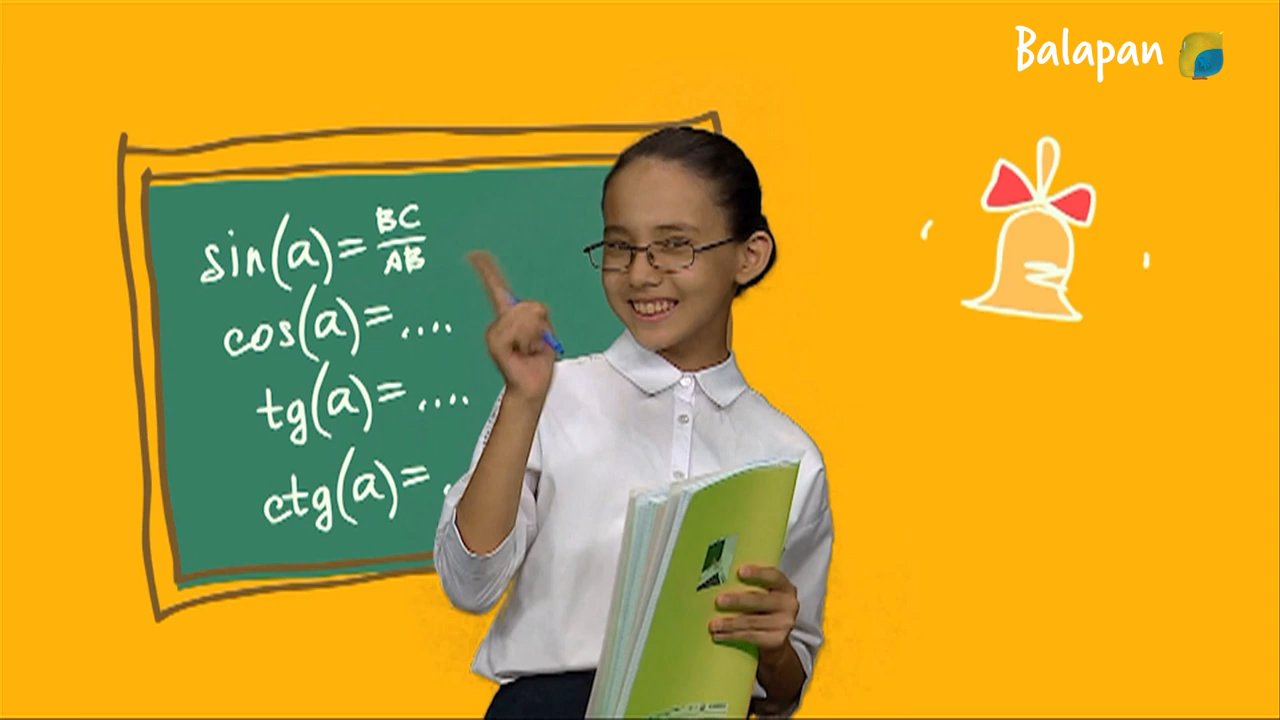 Balapan
sin(a)=BC/AB
cos(a)=....
tg(a)=....
ctg(a)=.